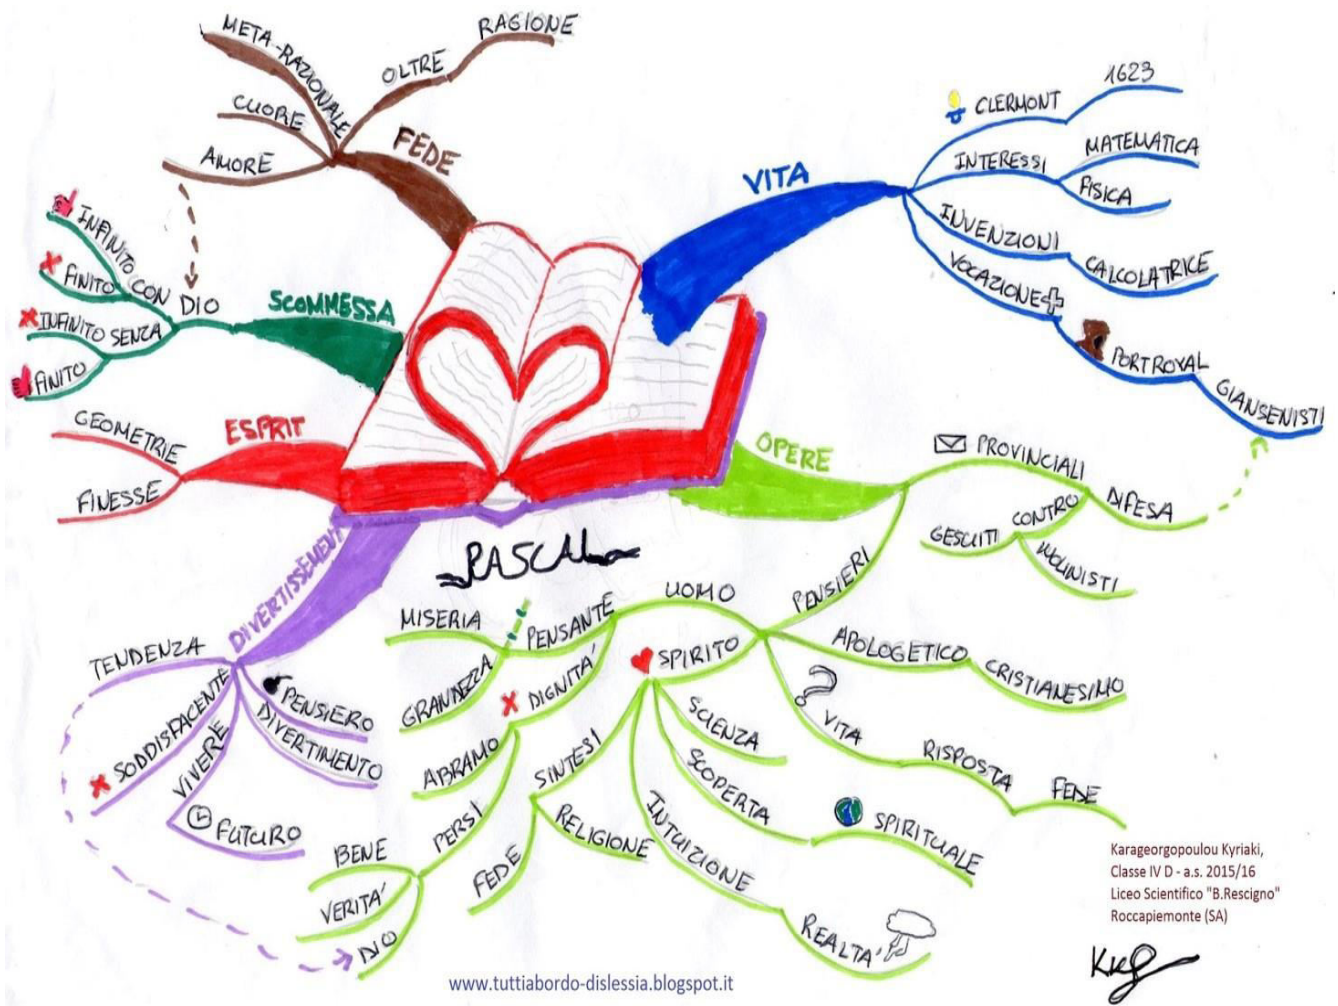 META-RAZIONALE
CUORE
AMORE
OLTRE
RAGIONE
FEDE
VITA
CLERMONT
1623
INTERESSI
MATEMATICA
FISICA
INVENZIONI
CALCOLATRICE
VOCAZIONE
PORTROYAL
GIANSENISTI
SCOMMESSA
DIO
CON
INFINITO
FINITO
SENZA
INFINITO
FINITO
ESPRIT
GEOMETRIE
FINESSE
OPERE
PROVINCIALI
DIFESA
CONTRO
GESUITI
MOLINISTI
PENSIERI
UOMO
PENSANTE
MISERIA
GRANDEZZA
DIGNITA'
ABRAMO
PERSI
BENE
VERITA'
DIO
SPIRITO
SINTESI
FEDE
RELIGIONE
INTUIZIONE
REALTA'
SCOPERTA
SPIRITUALE
SCIENZA
APOLOGETICO
CRISTIANESIMO
VITA
RISPOSTA
FEDE
DIVERTISSEMENT
TENDENZA
SODDISFACENTE
VIVERE
FUTURO
PENSIERO
DIVERTIMENTO
PASCAL
Karageorgopoulou Kyriaki,
Classe IV D - a.s. 2015/16
Liceo Scientifico "B.Rescigno"
Roccapiemonte (SA)
www.tuttiabordo-dislessia.blogspot.it